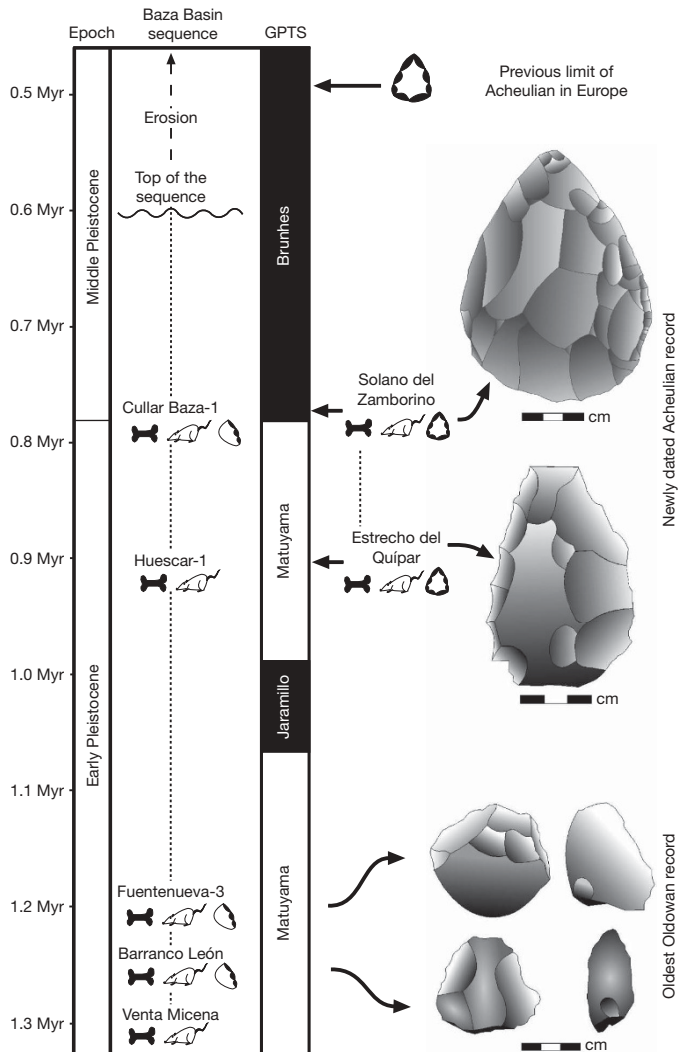 Epoch
Baza Basin
sequence
GPTS
0.5 Myr
0.6 Myr
0.7 Myr
0.8 Myr
0.9 Myr
1.0 Myr
1.1 Myr
1.2 Myr
1.3 Myr
Middle Pleistocene
Early Pleistocene
Erosion
Top of the
sequence
Cullar Baza-1
Huescar-1
Fuentenueva-3
Barranco León
Venta Micena
Brunhes
Matuyama
Jaramillo
Matuyama
Previous limit of
Acheulian in Europe
Solano del
Zamborino
cm
Estrecho del
Quípar
cm
cm
Newly dated Acheulian record
Oldest Oldowan record